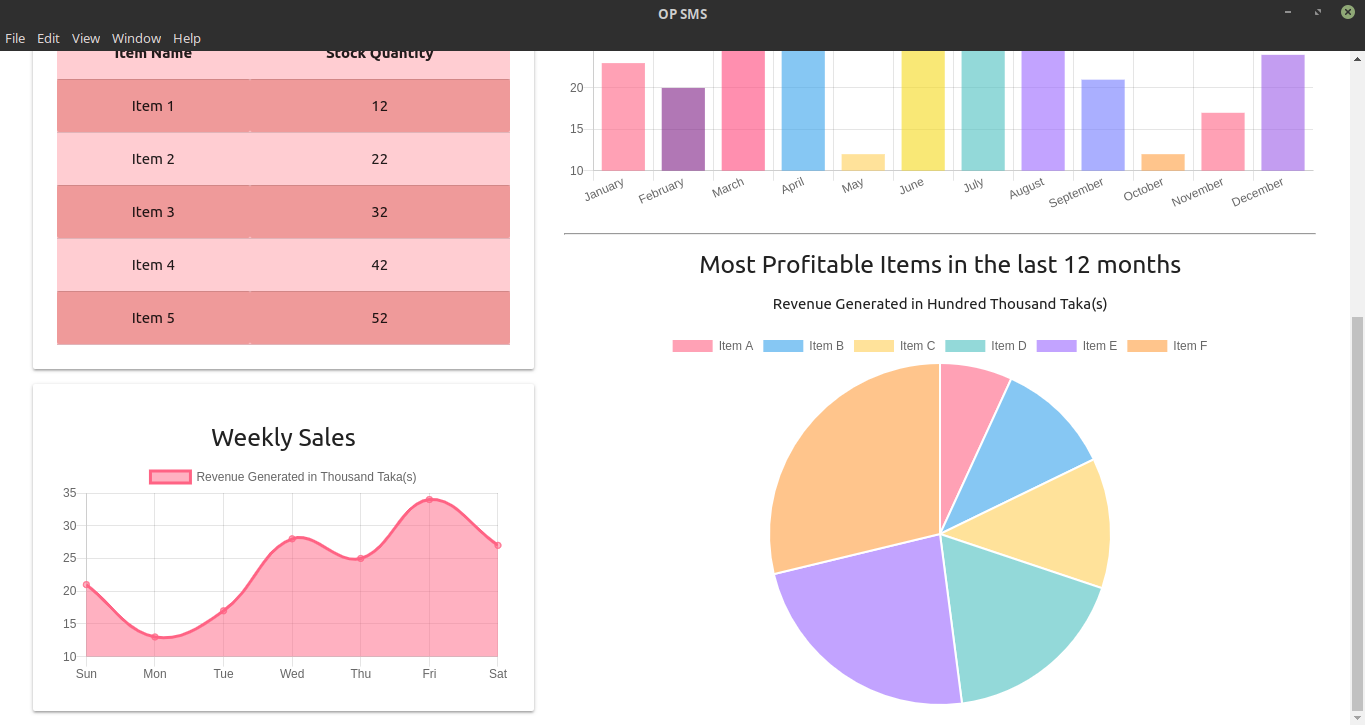 OP SMS
File Edit View Window Help
Item Name Stock Quantity
Item 1 12
Item 2 22
Item 3 32
Item 4 42
Item 5 52
Weekly Sales
Revenue Generated in Thousand Taka(s)
35
30
25
20
15
10
Sun Mon Tue Wed Thu Fri Sat
20
15
10
January February March April May June July August September October November December
Most Profitable Items in the last 12 months
Revenue Generated in Hundred Thousand Taka(s)
Item A Item B Item C Item D Item E Item F